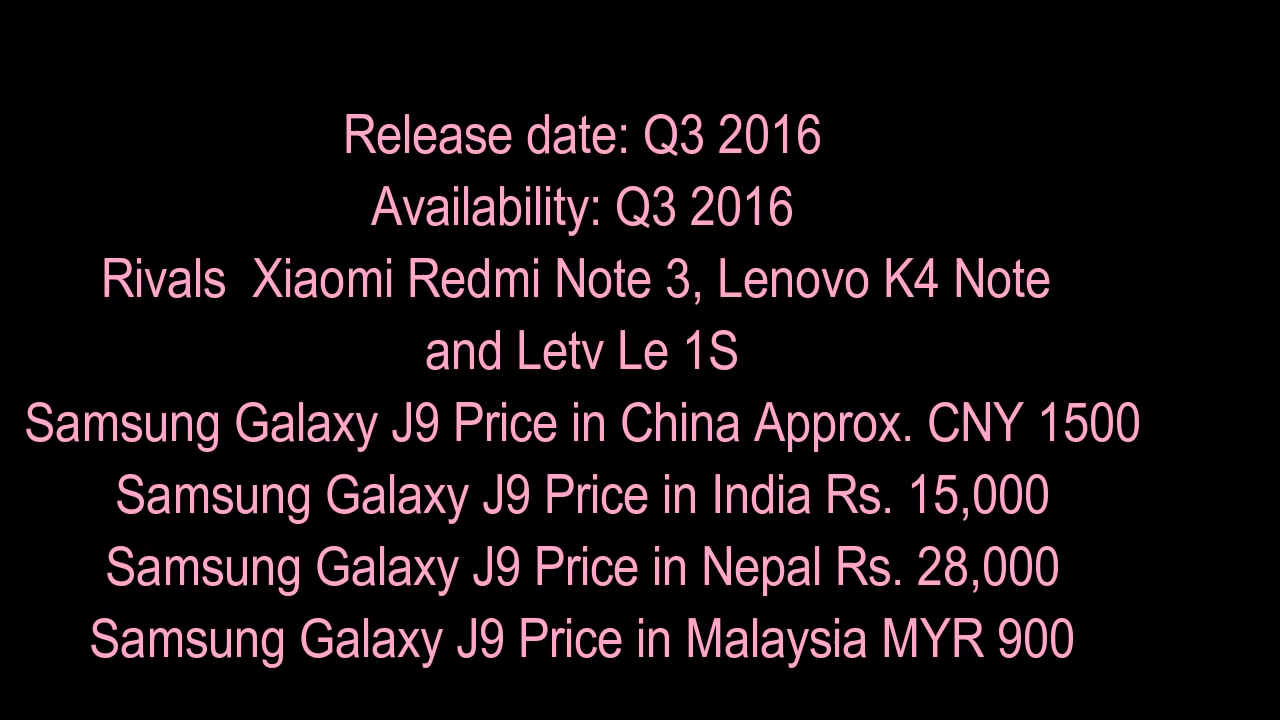 Release date: Q3 2016
Availability: Q3 2016
Rivals  Xiaomi Redmi Note 3, Lenovo K4 Note
and Letv Le 1S
Samsung Galaxy J9 Price in China Approx. CNY 1500
Samsung Galaxy J9 Price in India Rs. 15,000
Samsung Galaxy J9 Price in Nepal Rs. 28,000
Samsung Galaxy J9 Price in Malaysia MYR 900